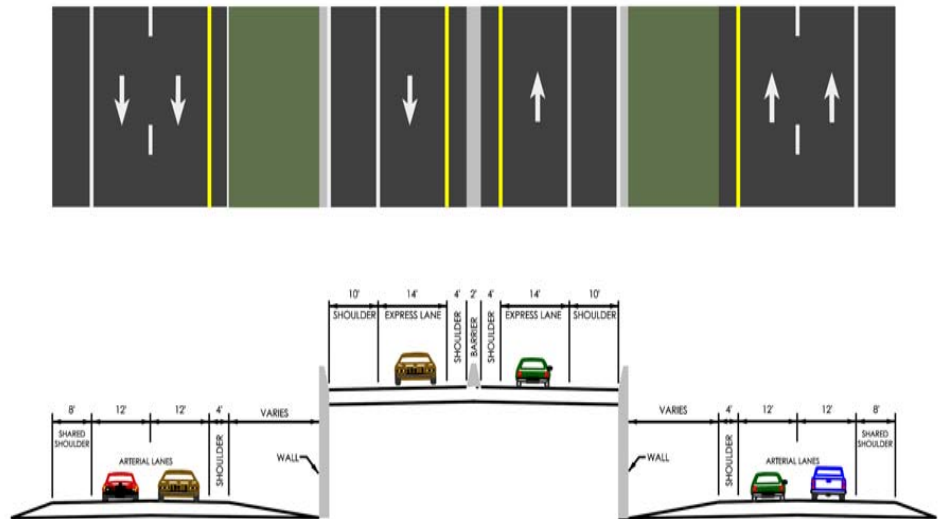 10' 14' 4' 2' 4' 14' 10'
SHOULDER EXPRESS LANE SHOULDER BARRIER SHOULDER EXPRESS LANE SHOULDER
8' 12' 12' 4' VARIES
SHARED
SHOULDER
ARTERIAL LANES
SHOULDER
WALL
VARIES 4' 12' 12' 8'
SHOULDER
ARTERIAL LANES
SHARED
SHOULDER
WALL